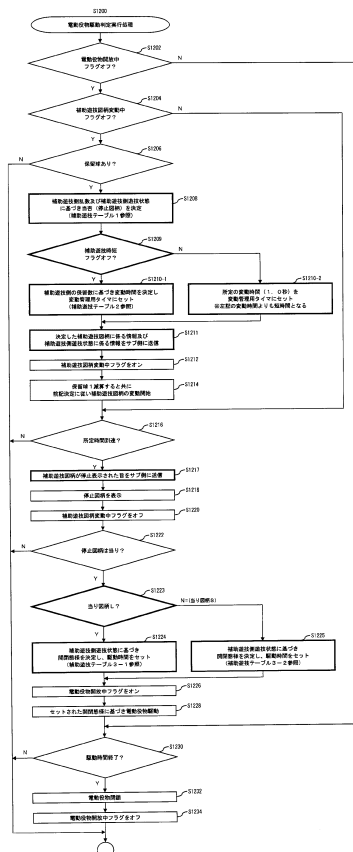 S1200
電動役物駆動判定実行処理
S1202
電動役物開放中
フラグオフ?
N
Y
S1204
補助遊技図柄変動中
フラグオフ?
N
Y
S1206
保留球あり?
N
Y
S1208
補助遊技側乱数及び補助遊技側遊技状態
に基づき当否(停止図柄)を決定
(補助遊技テーブル1参照)
S1209
補助遊技時短
フラグオフ?
N
Y
S1210-1
補助遊技側の保留数に基づき変動時間を決定し
変動管理用タイマにセット
(補助遊技テーブル2参照)
S1210-2
所定の変動時間(1.0秒)を
変動管理用タイマにセット
※左記の変動時間よりも短時間となる
S1211
決定した補助遊技図柄に係る情報及び
補助遊技側遊技状態に係る情報をサブ側に送信
S1212
補助遊技図柄変動中フラグをオン
S1214
保留球1減算すると共に
前記決定に従い補助遊技図柄の変動開始
S1216
所定時間到達?
N
Y
S1217
補助遊技図柄が停止表示された旨をサブ側に送信
S1218
停止図柄を表示
S1220
補助遊技図柄変動中フラグをオフ
S1222
停止図柄は当り?
N
Y
S1223
当り図柄L?
N=(当り図柄S)
Y
S1224
補助遊技側遊技状態に基づき
開閉態様を決定し、駆動時間をセット
(補助遊技テーブル3-1参照)
S1225
補助遊技側遊技状態に基づき
開閉態様を決定し、駆動時間をセット
(補助遊技テーブル3-2参照)
S1226
電動役物開放中フラグをオン
S1228
セットされた開閉態様に基づき電動役物駆動
S1230
駆動時間終了?
N
Y
S1232
電動役物閉鎖
S1234
電動役物開放中フラグをオフ